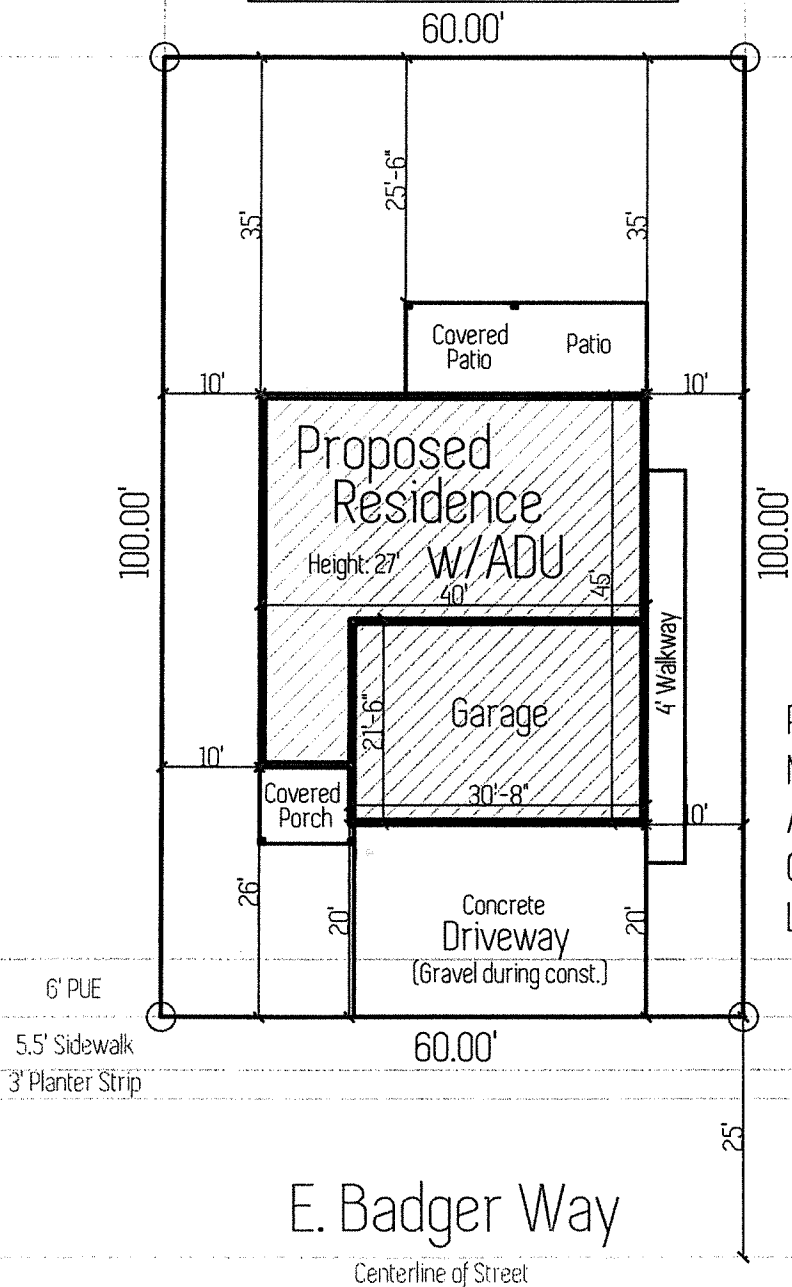 60.00'
25'-6"
35'
35'
Covered
Patio
Patio
10'
10'
Proposed
Residence
Height: 27' w/ADU
100.00'
100.00'
40'
45'
4' Walkway
Garage
21'-6"
30'-8"
10'
Covered
Porch
0'
26'
20'
20'
Concrete
Driveway
(Gravel during const.)
6' PUE
5.5' Sidewalk
60.00'
3' Planter Strip
25'
E. Badger Way
Centerline of Street